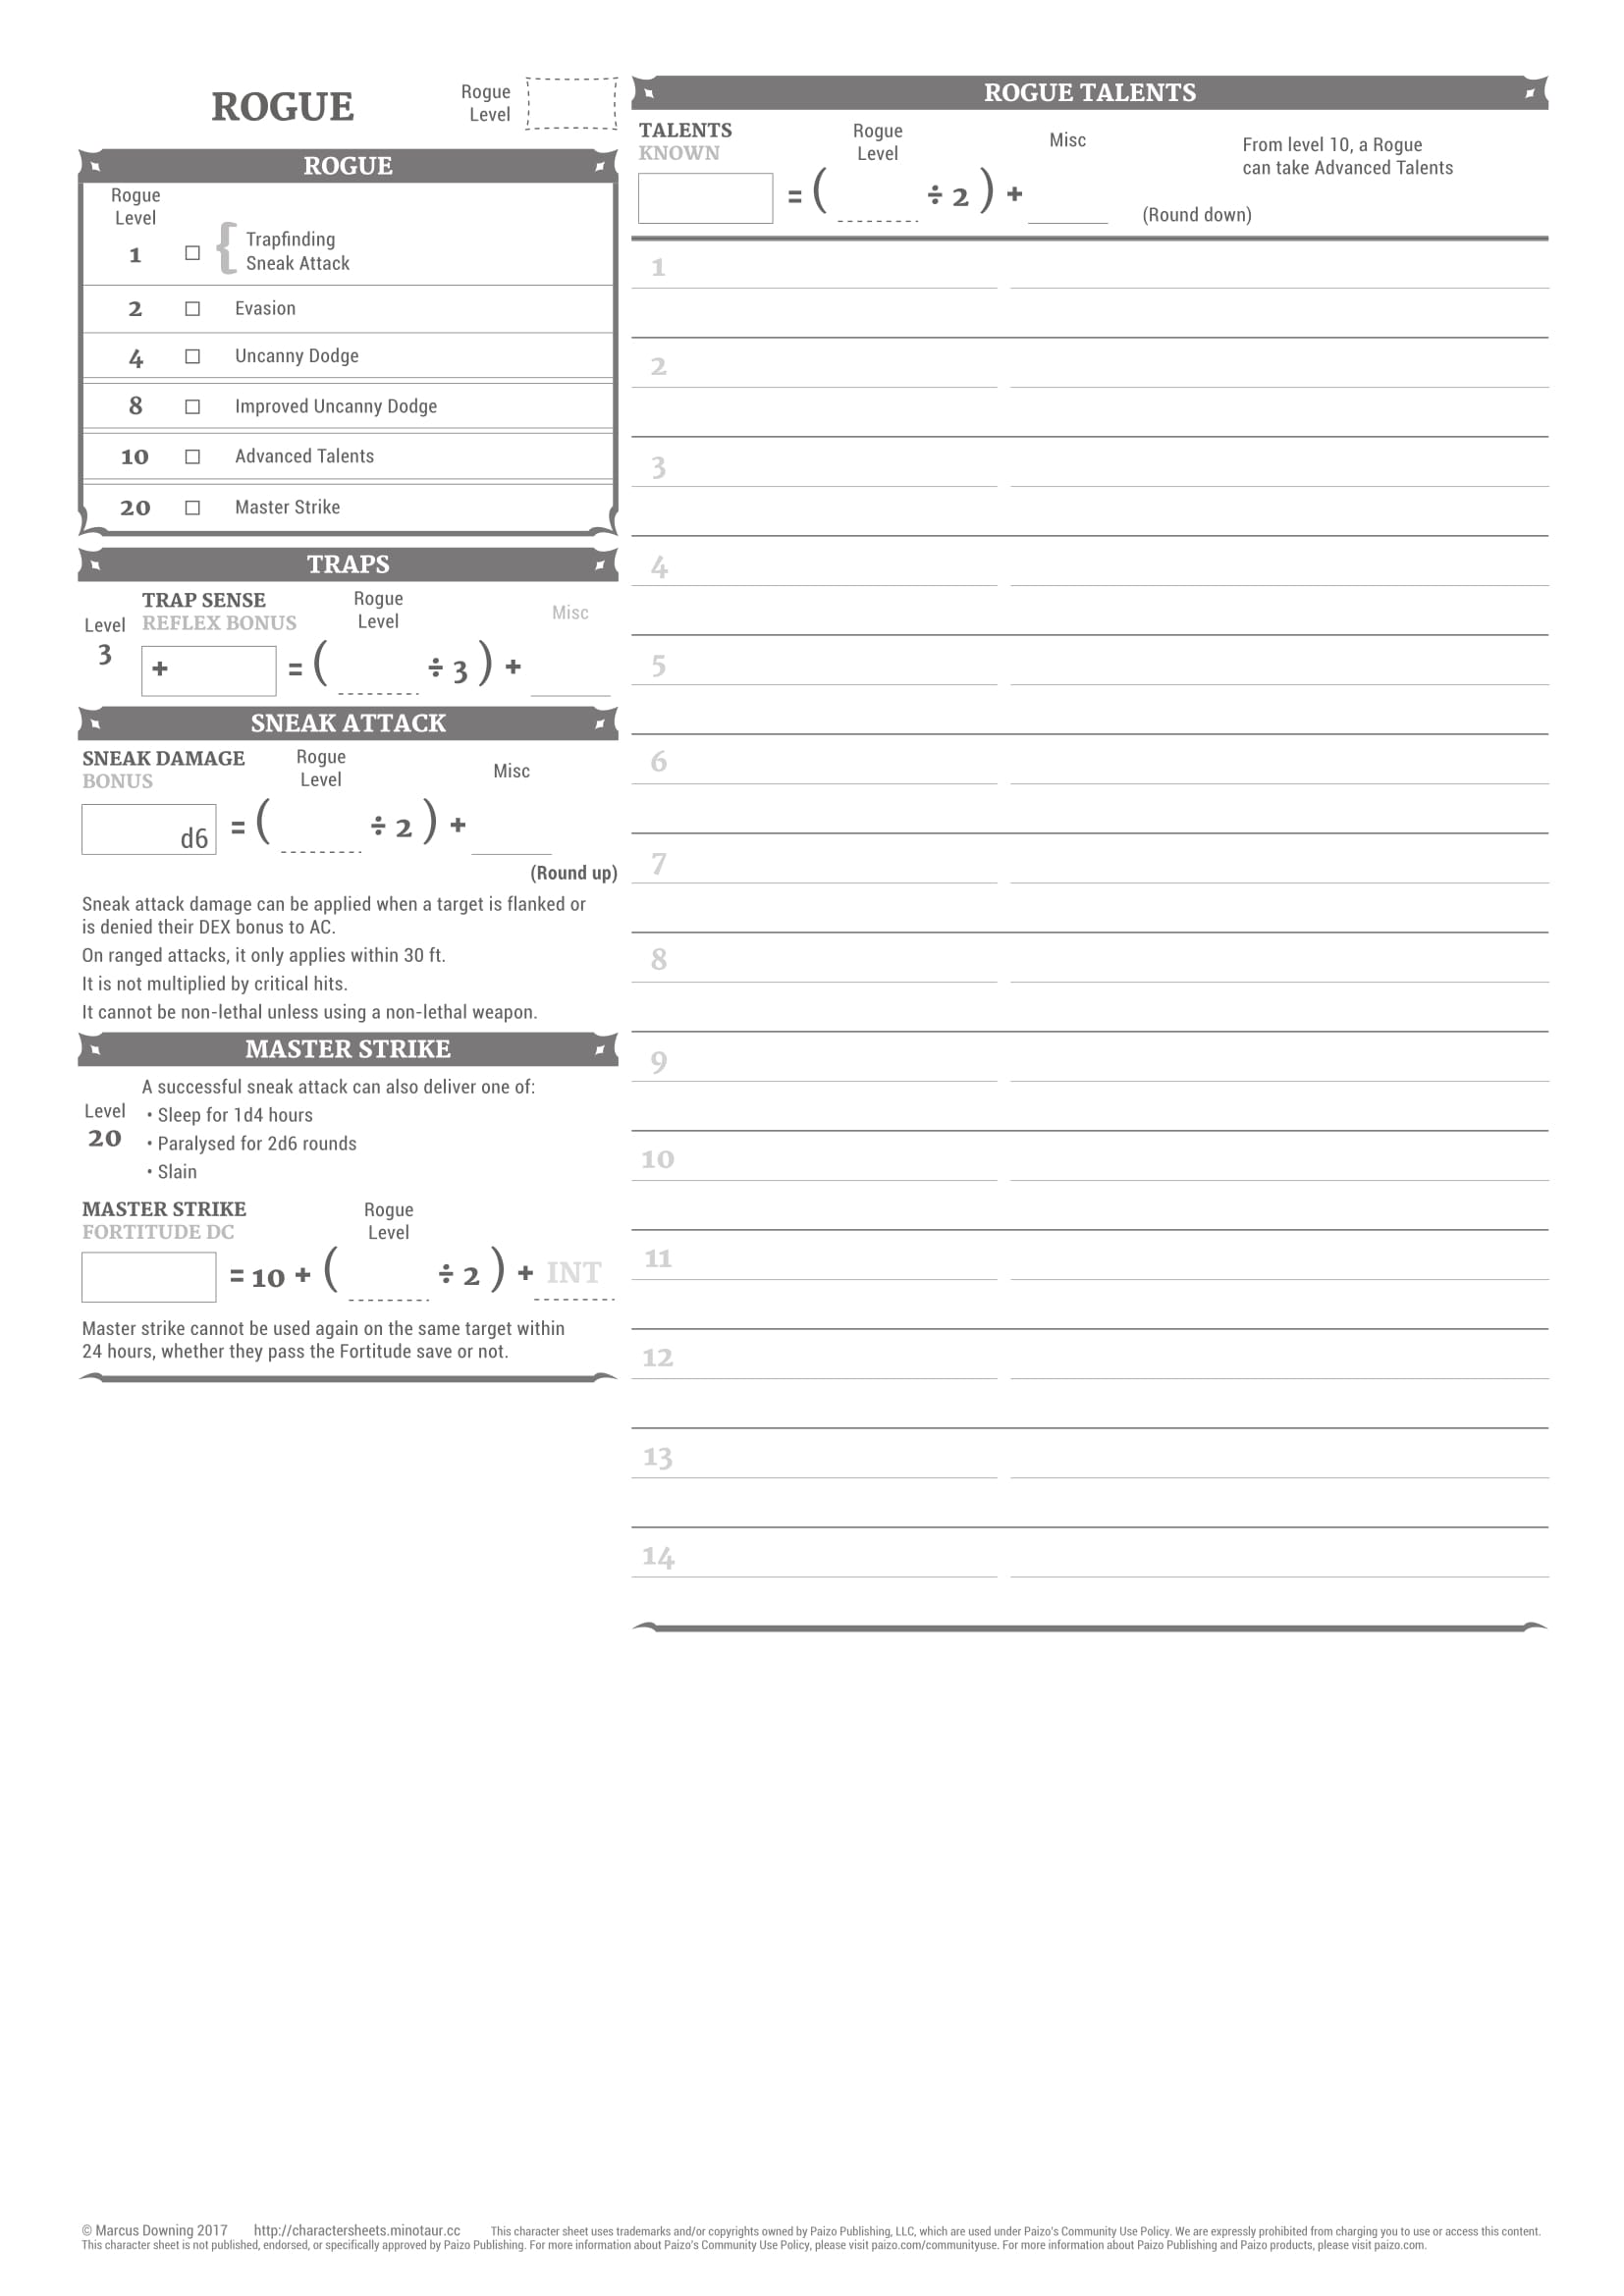 ROGUE
Rogue
Level
ROGUE
Rogue
Level
1 { Trapfinding
Sneak Attack
2 Evasion
4 Uncanny Dodge
8 Improved Uncanny Dodge
10 Advanced Talents
20 Master Strike
TRAPS
Level
3
TRAP SENSE
REFLEX BONUS
Rogue
Level
Misc
+ = ( ÷ 3 ) +
SNEAK ATTACK
SNEAK DAMAGE
BONUS
Rogue
Level
Misc
d6 = ( ÷ 2 ) +
(Round up)
Sneak attack damage can be applied when a target is flanked or
is denied their DEX bonus to AC.
On ranged attacks, it only applies within 30 ft.
It is not multiplied by critical hits.
It cannot be non-lethal unless using a non-lethal weapon.
MASTER STRIKE
Level
20
A successful sneak attack can also deliver one of:
• Sleep for 1d4 hours
• Paralysed for 2d6 rounds
• Slain
MASTER STRIKE
FORTITUDE DC
Rogue
Level
= 10 + ( ÷ 2 ) + INT
Master strike cannot be used again on the same target within
24 hours, whether they pass the Fortitude save or not.
ROGUE TALENTS
TALENTS
KNOWN
Rogue
Level
Misc
= ( ÷ 2 ) +
(Round down)
From level 10, a Rogue
can take Advanced Talents
1
2
3
4
5
6
7
8
9
10
11
12
13
14
© Marcus Downing 2017 http://charactersheets.minotaur.cc This character sheet uses trademarks and/or copyrights owned by Paizo Publishing, LLC, which are used under Paizo's Community Use Policy. We are expressly prohibited from charging you to use or access this content.
This character sheet is not published, endorsed, or specifically approved by Paizo Publishing. For more information about Paizo's Community Use Policy, please visit paizo.com/communityuse. For more information about Paizo Publishing and Paizo products, please visit paizo.com.